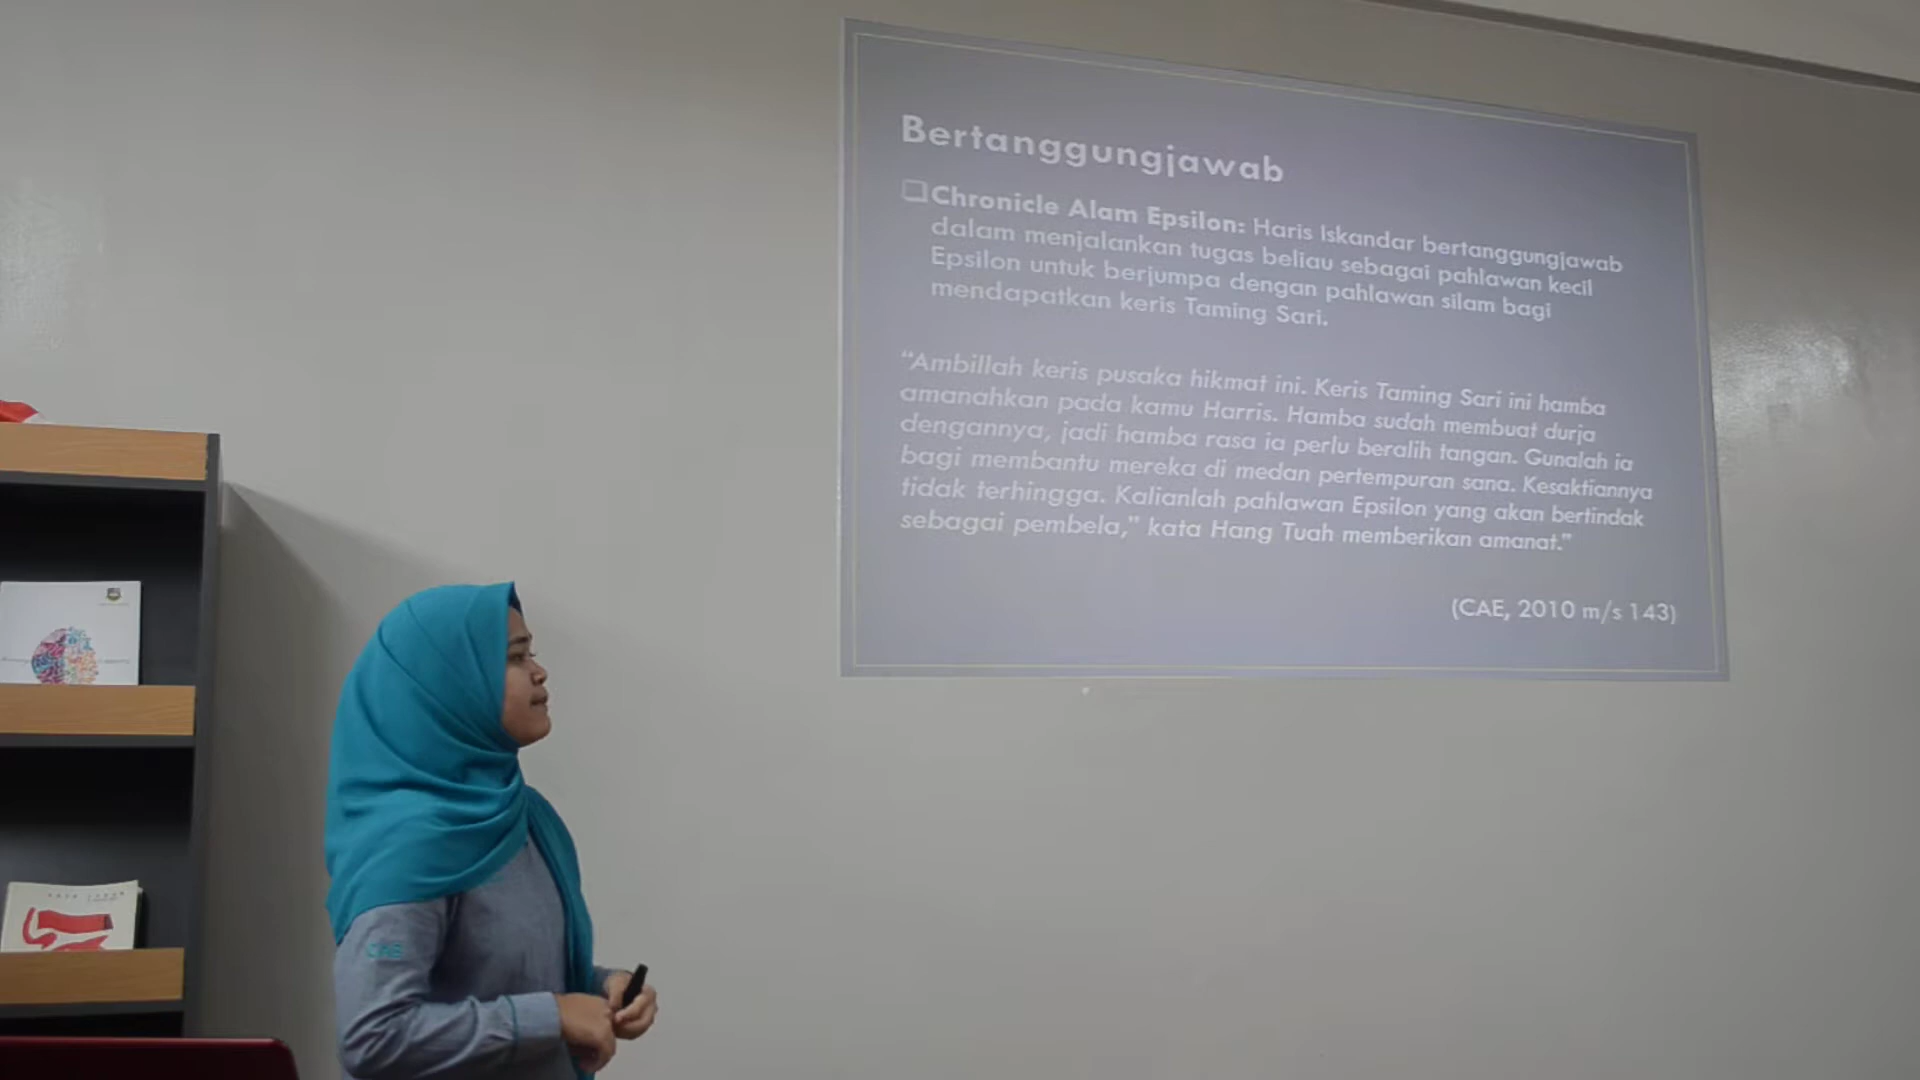 Bertanggungjawab
Chronicle Alam Epsilon: Haris Iskandar bertanggungjawab
dalam menjalankan tugas beliau sebagai pahlawan kecil
Epsilon untuk berjumpa dengan pahlawan silam bagi
mendapatkan keris Taming Sari.
“Ambillah keris pusaka hikmat ini. Keris Taming Sari ini hamba
amanahkan pada kamu Harris. Hamba sudah membuat durja
dengannya, jadi hamba rasa ia perlu beralih tangan. Gunalah ia
bagi membantu mereka di medan pertempuran sana. Kesaktiannya
tidak terhingga. Kalianlah pahlawan Epsilon yang akan bertindak
sebagai pembela,” kata Hang Tuah memberikan amanat.”
(CAE, 2010 m/s 143)
CAE